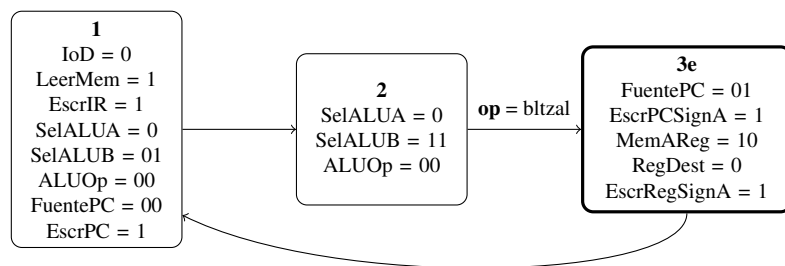 1
IoD = 0
LeerMem = 1
EscrIR = 1
SelALUA = 0
SelALUB = 01
ALUOp = 00
FuentePC = 00
EscrPC = 1
2
SelALUA = 0
SelALUB = 11
ALUOp = 00
op = bltzal
3e
FuentePC = 01
EscrPCSignA = 1
MemAReg = 10
RegDest = 0
EscrRegSignA = 1